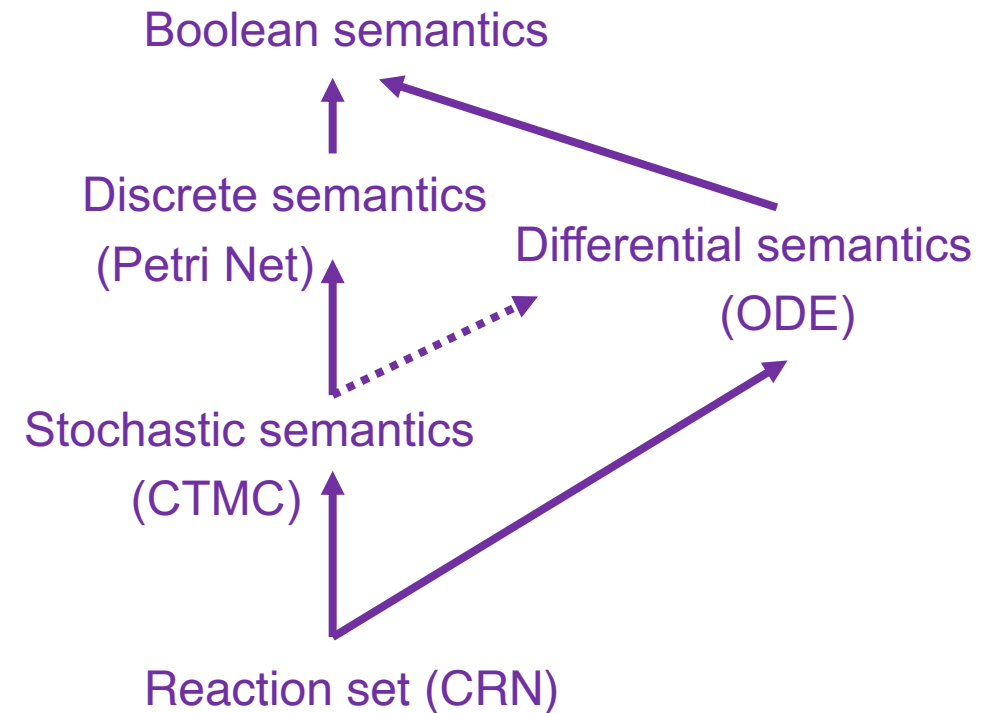 Boolean semantics
Discrete semantics
(Petri Net)
Differential semantics
(ODE)
Stochastic semantics
(CTMC)
Reaction set (CRN)